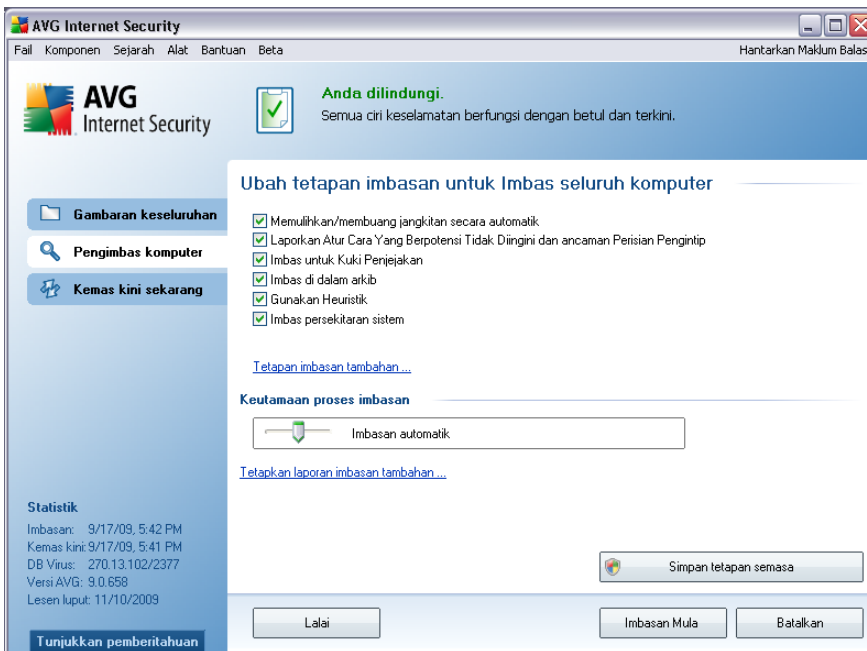 AVG Internet Security
Fail Komponen Sejarah Alat Bantuan Beta Hantarkan Maklum Balas
AVG
Internet Security
Anda dilindungi.
Semua ciri keselamatan berfungsi dengan betul dan terkini.
Ubah tetapan imbasan untuk Imbas seluruh komputer
Gambaran keseluruhan
Pengimbas komputer
Kemas kini sekarang
Memulihkan/membuang jangkitan secara automatik
Laporkan Atur Cara Yang Berpotensi Tidak Diingini dan ancaman Perisian Pengintip
Imbas untuk Kuki Penjejakan
Imbas di dalam arkib
Gunakan Heuristik
Imbas persekitaran sistem
Tetapan imbasan tambahan ...
Keutamaan proses imbasan
Imbasan automatik
Tetapkan laporan imbasan tambahan ...
Statistik
Imbasan: 9/17/09, 5:42 PM
Kemas kini: 9/17/09, 5:41 PM
DB Virus: 270.13.102/2377
Versi AVG: 9.0.658
Lesen luput: 11/10/2009
Tunjukkan pemberitahuan
Simpan tetapan semasa
Lalai
Imbasan Mula
Batalkan